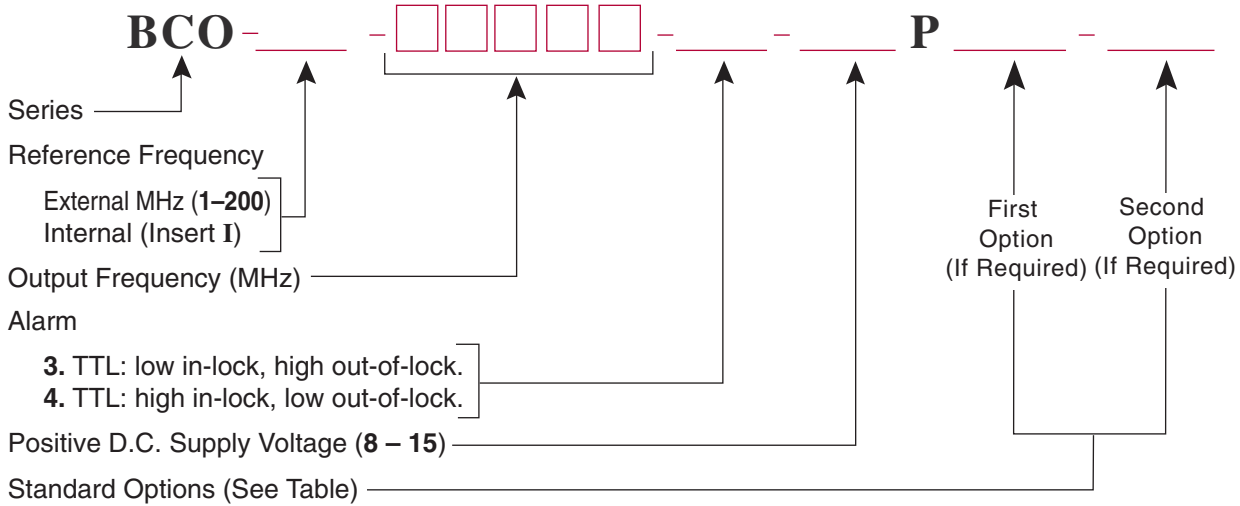 BCO – – – – P –
Series
Reference Frequency
External MHz (1–200)
Internal (Insert I)
Output Frequency (MHz)
Alarm
3. TTL: low in-lock, high out-of-lock.
4. TTL: high in-lock, low out-of-lock.
Positive D.C. Supply Voltage (8 – 15)
Standard Options (See Table)
First
Option
(If Required)
Second
Option
(If Required)